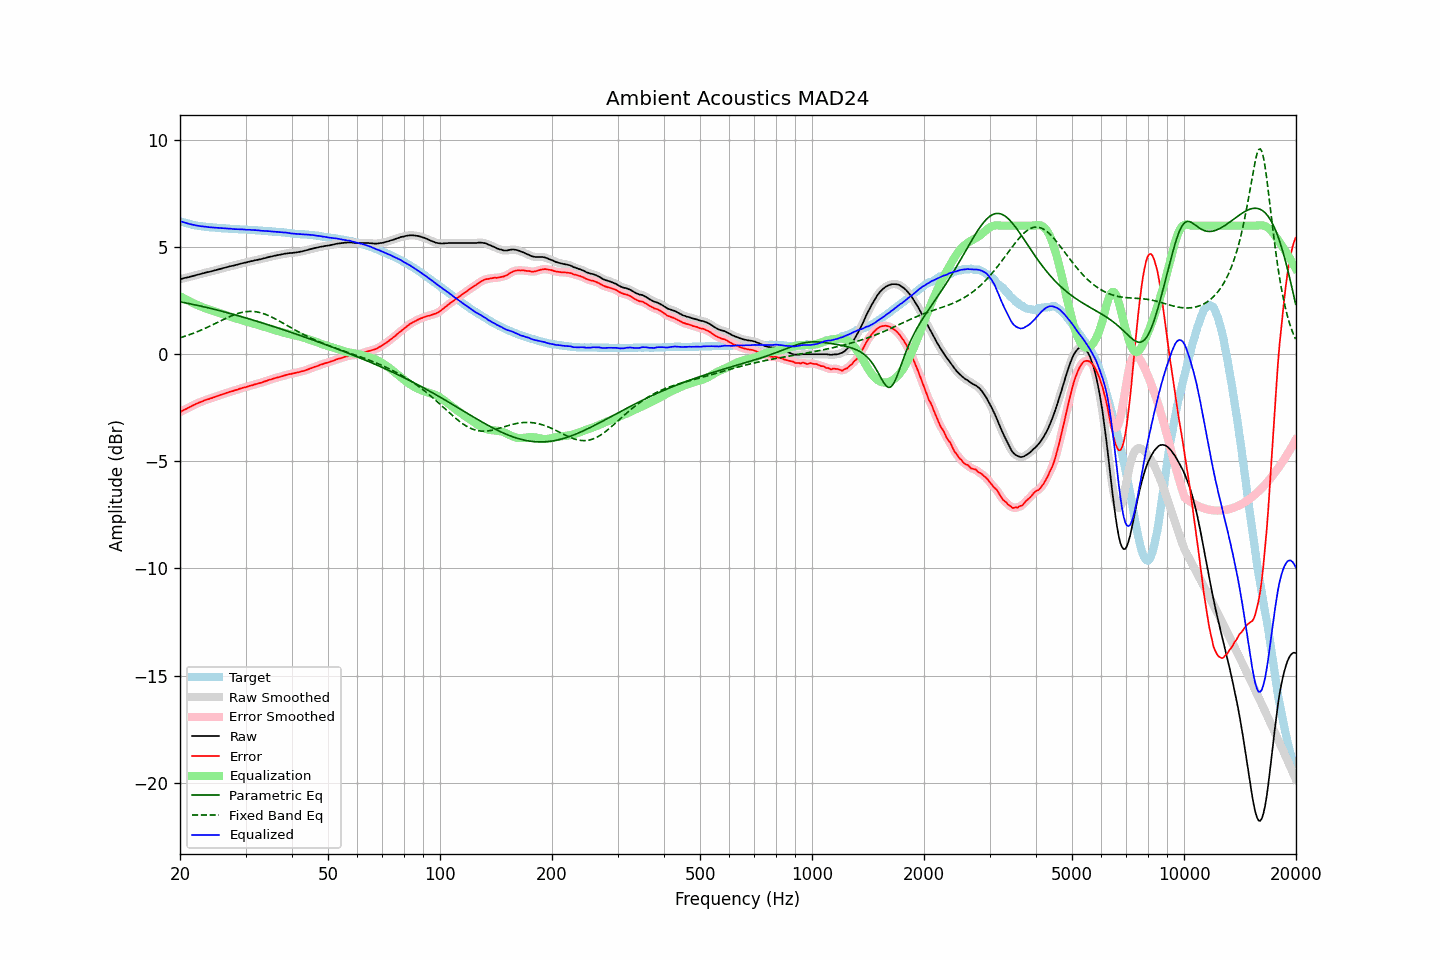 Ambient Acoustics MAD24
10
5
0
−5
−10
−15
−20
Amplitude (dBr)
Target
Raw Smoothed
Error Smoothed
Raw
Error
Equalization
Parametric Eq
Fixed Band Eq
Equalized
20 50 100 200 500 1000 2000 5000 10000 20000
Frequency (Hz)